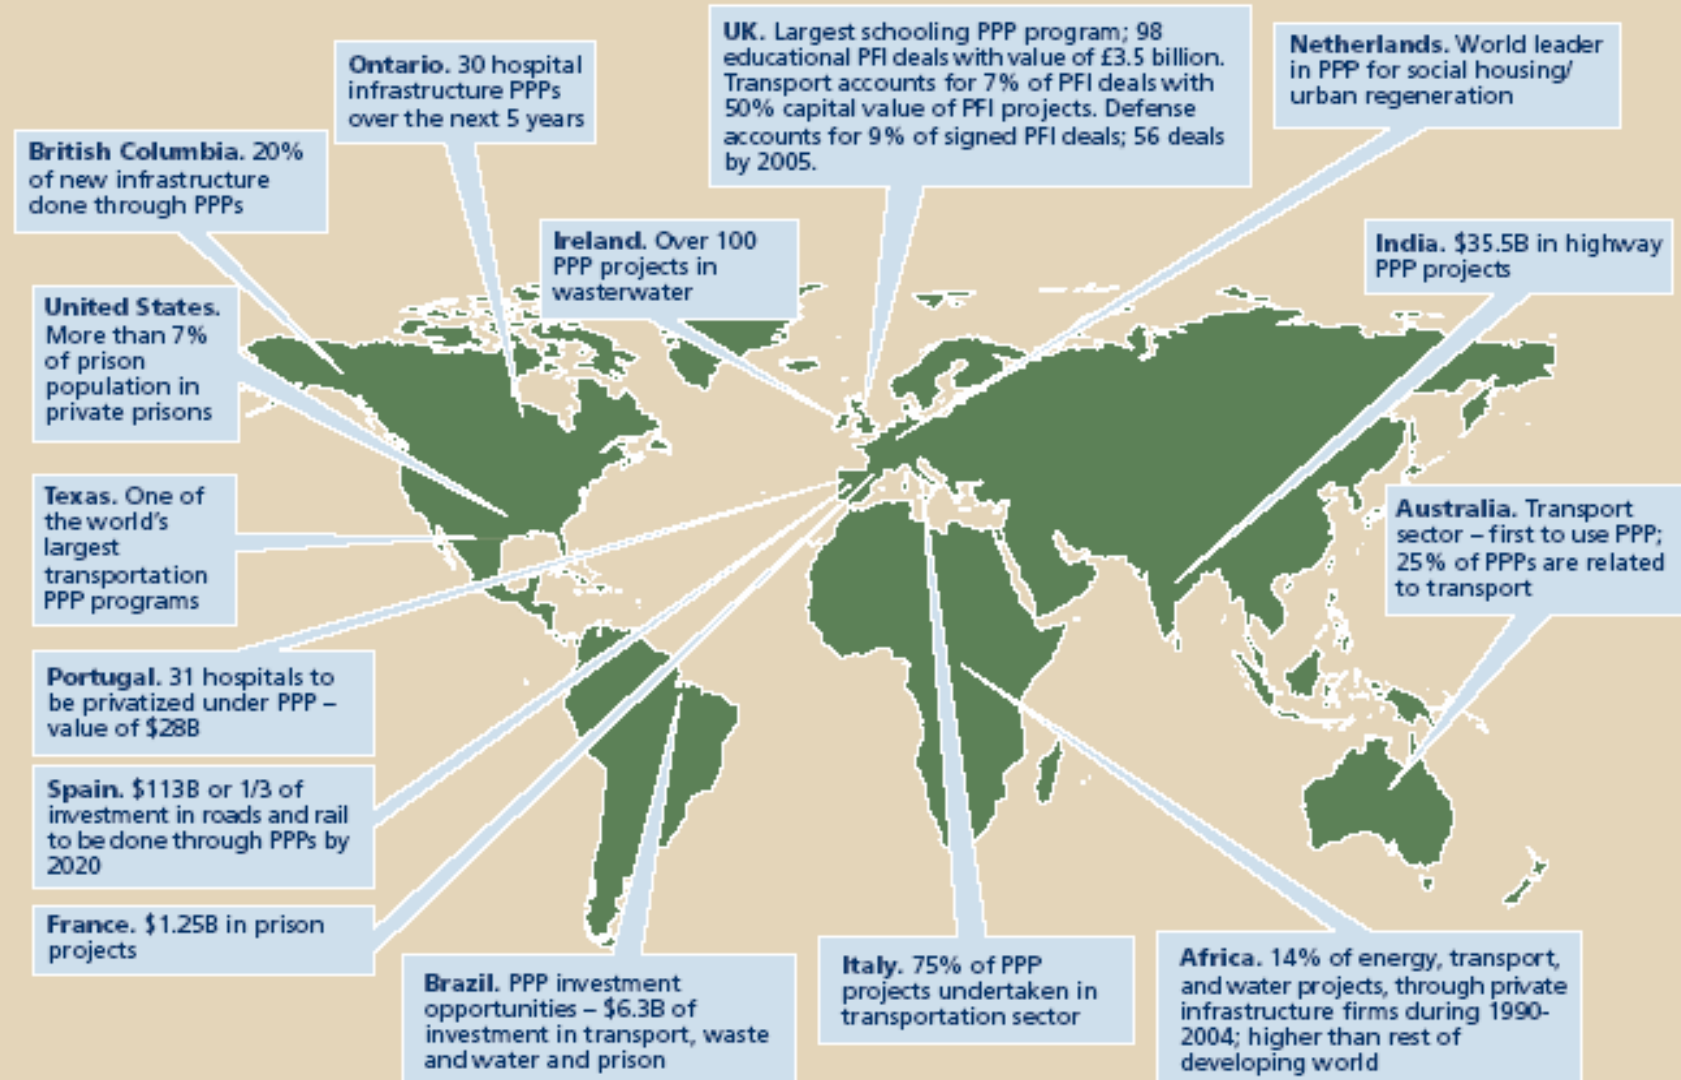 UK. Largest schooling PPP program; 98
educational PFI deals with value of £3.5 billion.
Transport accounts for 7% of PFI deals with
50% capital value of PFI projects. Defense
accounts for 9% of signed PFI deals; 56 deals
by 2005.
Netherlands. World leader
in PPP for social housing/
urban regeneration
Ontario. 30 hospital
infrastructure PPPs
over the next 5 years
British Columbia. 20%
of new infrastructure
done through PPPs
Ireland. Over 100
PPP projects in
wasterwater
India. $35.5B in highway
PPP projects
United States.
More than 7%
of prison
population in
private prisons
Texas. One of
the world's
largest
transportation
PPP programs
Australia. Transport
sector – first to use PPP;
25% of PPPs are related
to transport
Portugal. 31 hospitals to
be privatized under PPP –
value of $28B
Spain. $113B or 1/3 of
investment in roads and rail
to be done through PPPs by
2020
France. $1.25B in prison
projects
Brazil. PPP investment
opportunities – $6.3B of
investment in transport, waste
and water and prison
Italy. 75% of PPP
projects undertaken in
transportation sector
Africa. 14% of energy, transport,
and water projects, through private
infrastructure firms during 1990-
2004; higher than rest of
developing world